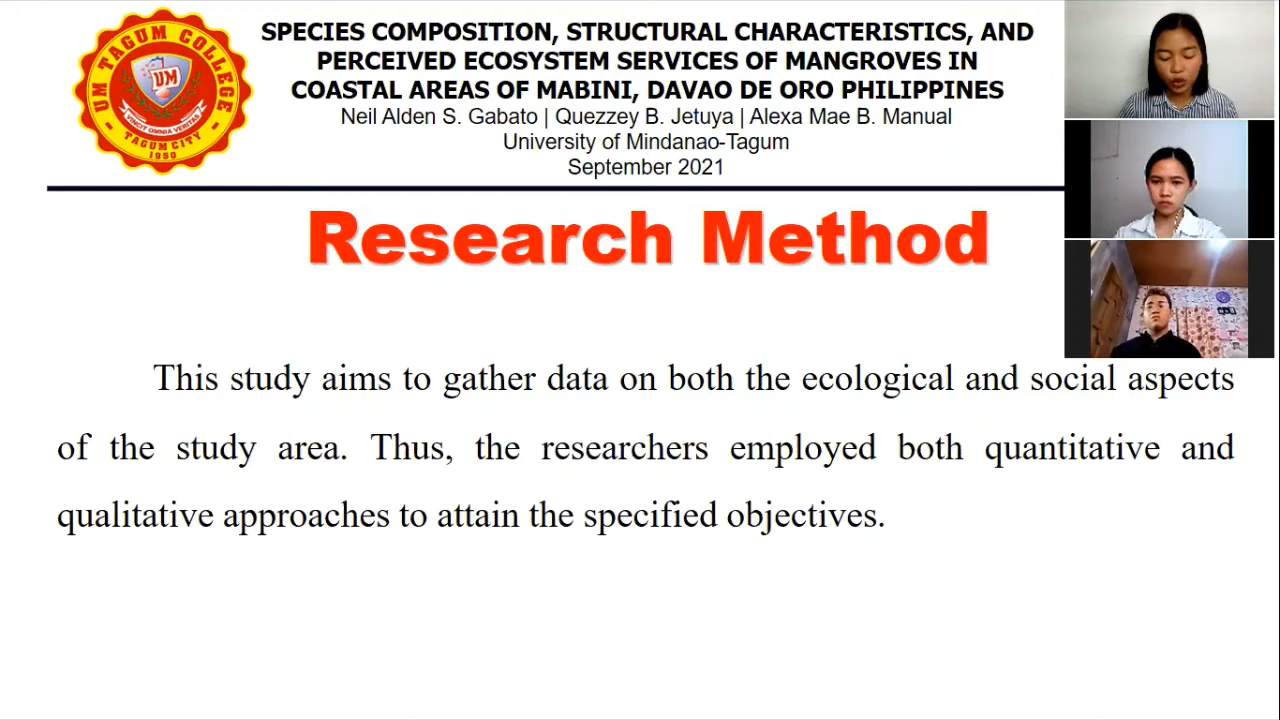 UM TAGUM COLLEGE
UM
VINCIT OMNIA VERITAS
TAGUM CITY
1950
SPECIES COMPOSITION, STRUCTURAL CHARACTERISTICS, AND
PERCEIVED ECOSYSTEM SERVICES OF MANGROVES IN
COASTAL AREAS OF MABINI, DAVAO DE ORO PHILIPPINES
Neil Alden S. Gabato | Quezzey B. Jetuya | Alexa Mae B. Manual
University of Mindanao-Tagum
September 2021
Research Method
This study aims to gather data on both the ecological and social aspects
of the study area. Thus, the researchers employed both quantitative and
qualitative approaches to attain the specified objectives.